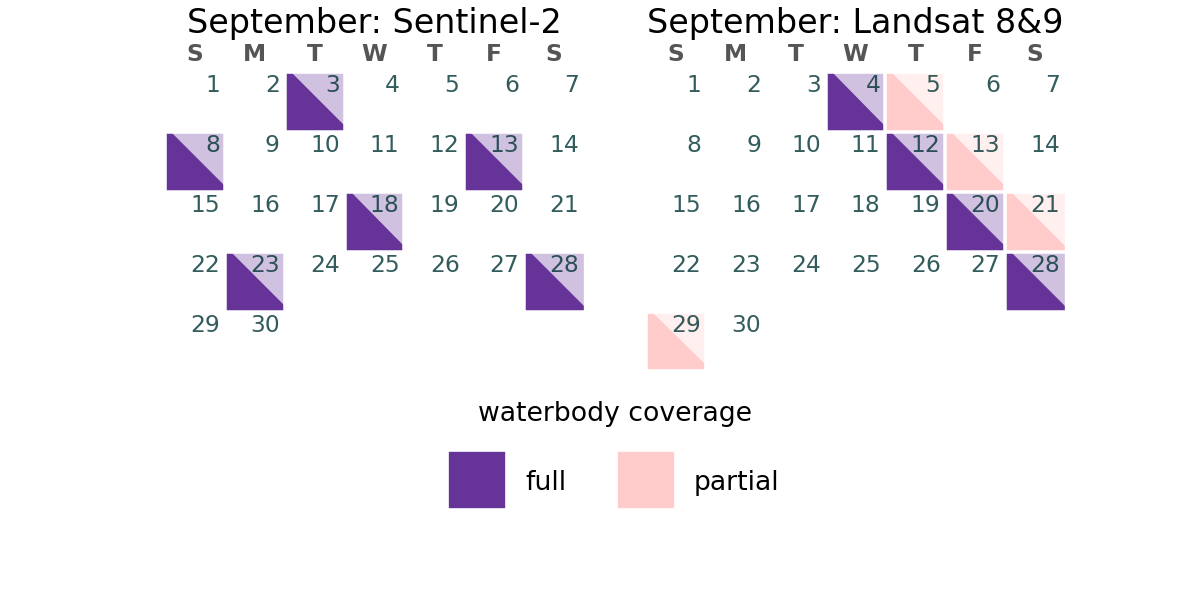 September: Sentinel-2
S M T W T F S
1 2 3 4 5 6 7
8 9 10 11 12 13 14
15 16 17 18 19 20 21
22 23 24 25 26 27 28
29 30
September: Landsat 8&9
S M T W T F S
1 2 3 4 5 6 7
8 9 10 11 12 13 14
15 16 17 18 19 20 21
22 23 24 25 26 27 28
29 30
waterbody coverage
full partial